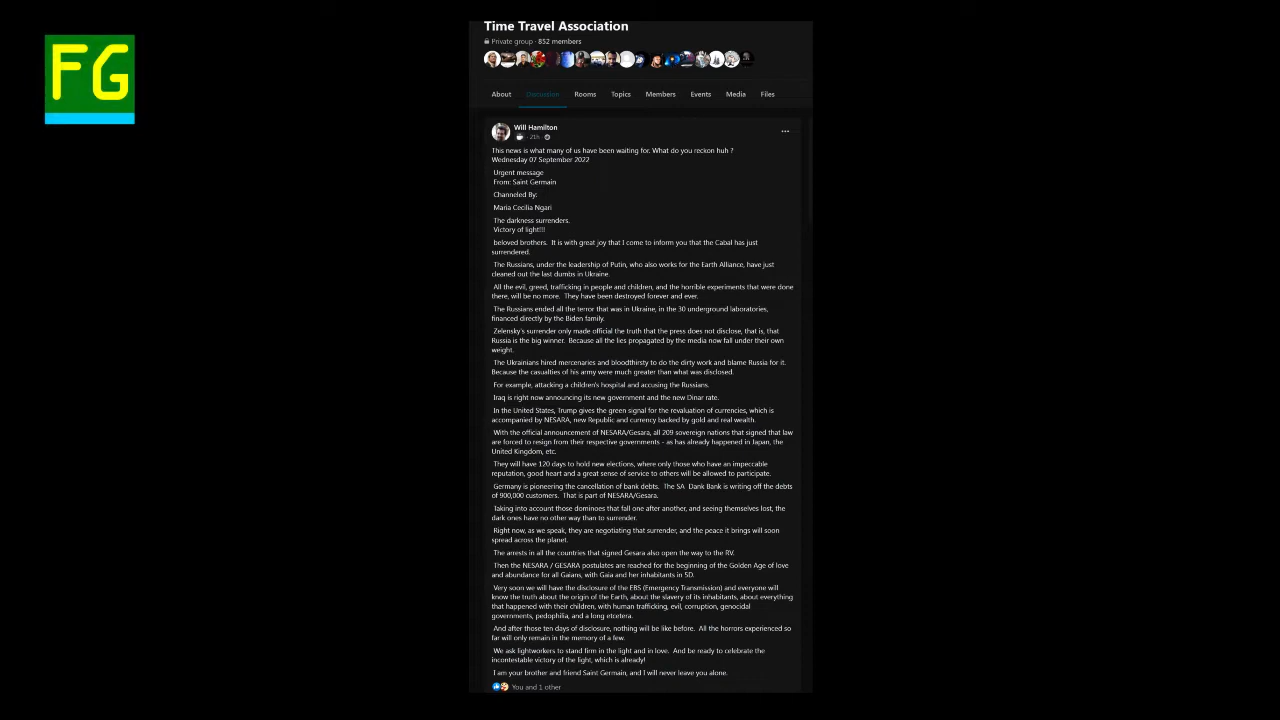 FG
Time Travel Association
Private group · 852 members
About Discussion Rooms Topics Members Events Media Files
Will Hamilton
· 21h ·
This news is what many of us have been waiting for. What do you reckon huh ?
Wednesday 07 September 2022
Urgent message
From: Saint Germain
Channeled By:
Maria Cecilia Ngari
The darkness surrenders.
Victory of light!!!
beloved brothers. It is with great joy that I come to inform you that the Cabal has just
surrendered.
The Russians, under the leadership of Putin, who also works for the Earth Alliance, have just
cleaned out the last dumbs in Ukraine.
All the evil, greed, trafficking in people and children, and the horrible experiments that were done
there, will be no more. They have been destroyed forever and ever.
The Russians ended all the terror that was in Ukraine, in the 30 underground laboratories,
financed directly by the Biden family.
Zelensky's surrender only made official the truth that the press does not disclose, that is, that
Russia is the big winner. Because all the lies propagated by the media now fall under their own
weight.
The Ukrainians hired mercenaries and bloodthirsty to do the dirty work and blame Russia for it.
Because the casualties of his army were much greater than what was disclosed.
For example, attacking a children's hospital and accusing the Russians.
Iraq is right now announcing its new government and the new Dinar rate.
In the United States, Trump gives the green signal for the revaluation of currencies, which is
accompanied by NESARA, new Republic and currency backed by gold and real wealth.
With the official announcement of NESARA/Gesara, all 209 sovereign nations that signed that law
are forced to resign from their respective governments - as has already happened in Japan, the
United Kingdom, etc.
They will have 120 days to hold new elections, where only those who have an impeccable
reputation, good heart and a great sense of service to others will be allowed to participate.
Germany is pioneering the cancellation of bank debts. The SA Dank Bank is writing off the debts
of 900,000 customers. That is part of NESARA/Gesara.
Taking into account those dominoes that fall one after another, and seeing themselves lost, the
dark ones have no other way than to surrender.
Right now, as we speak, they are negotiating that surrender, and the peace it brings will soon
spread across the planet.
The arrests in all the countries that signed Gesara also open the way to the RV.
Then the NESARA / GESARA postulates are reached for the beginning of the Golden Age of love
and abundance for all Gaians, with Gaia and her inhabitants in 5D.
Very soon we will have the disclosure of the EBS (Emergency Transmission) and everyone will
know the truth about the origin of the Earth, about the slavery of its inhabitants, about everything
that happened with their children, with human trafficking, evil, corruption, genocidal
governments, pedophilia, and a long etcetera.
And after those ten days of disclosure, nothing will be like before. All the horrors experienced so
far will only remain in the memory of a few.
We ask lightworkers to stand firm in the light and in love. And be ready to celebrate the
incontestable victory of the light, which is already!
I am your brother and friend Saint Germain, and I will never leave you alone.
You and 1 other